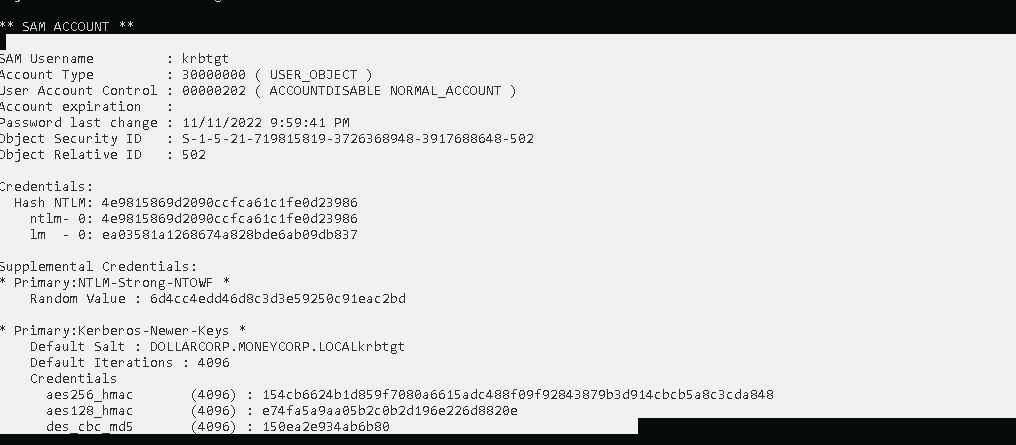 ** SAM ACCOUNT **
SAM Username : krbtgt
Account Type : 30000000 ( USER_OBJECT )
User Account Control : 00000202 ( ACCOUNTDISABLE NORMAL_ACCOUNT )
Account expiration :
Password last change : 11/11/2022 9:59:41 PM
Object Security ID : S-1-5-21-719815819-3726368948-3917688648-502
Object Relative ID : 502
Credentials:
Hash NTLM: 4e9815869d2090ccfca61c1fe0d23986
ntlm- 0: 4e9815869d2090ccfca61c1fe0d23986
lm - 0: ea03581a1268674a828bde6ab09db837
Supplemental Credentials:
* Primary:NTLM-Strong-NTOWF *
Random Value : 6d4cc4edd46d8c3d3e59250c91eac2bd
* Primary:Kerberos-Newer-Keys *
Default Salt : DOLLARCORP.MONEYCORP.LOCALkrbtgt
Default Iterations : 4096
Credentials
aes256_hmac (4096) : 154cb6624b1d859f7080a6615adc488f09f92843879b3d914cbcb5a8c3cda848
aes128_hmac (4096) : e74fa5a9aa05b2c0b2d196e226d8820e
des_cbc_md5 (4096) : 150ea2e934ab6b80